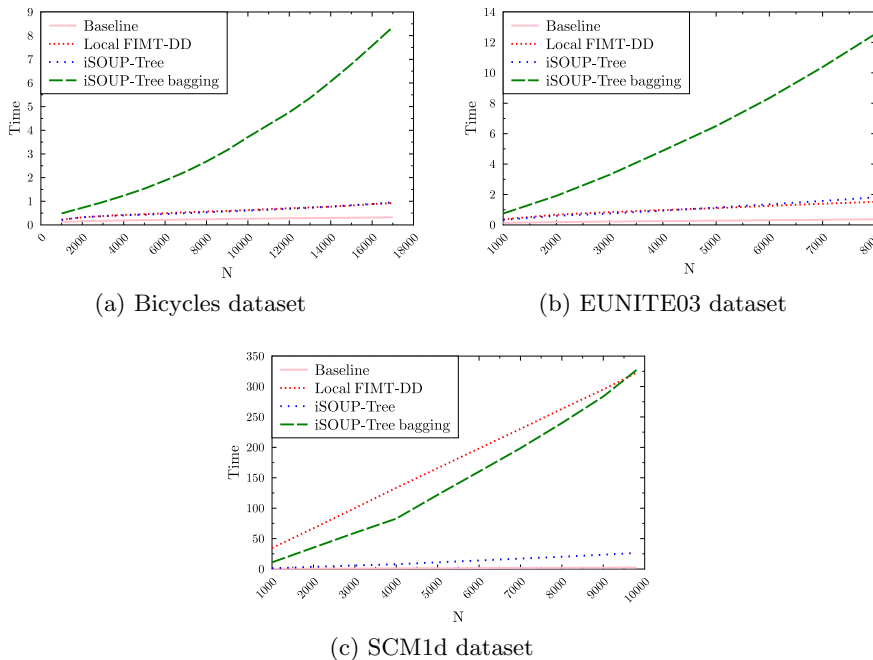 9
8
7
6
5
4
3
2
1
0
Time
Baseline
Local FIMT-DD
iSOUP-Tree
iSOUP-Tree bagging
0
2000
4000
6000
8000
10000
12000
14000
16000
18000
N
(a) Bicycles dataset
14
12
10
8
6
4
2
0
Time
Baseline
Local FIMT-DD
iSOUP-Tree
iSOUP-Tree bagging
1000
2000
3000
4000
5000
6000
7000
8000
N
(b) EUNITE03 dataset
350
300
250
200
150
100
50
0
Time
Baseline
Local FIMT-DD
iSOUP-Tree
iSOUP-Tree bagging
1000
2000
3000
4000
5000
6000
7000
8000
9000
10000
N
(c) SCM1d dataset